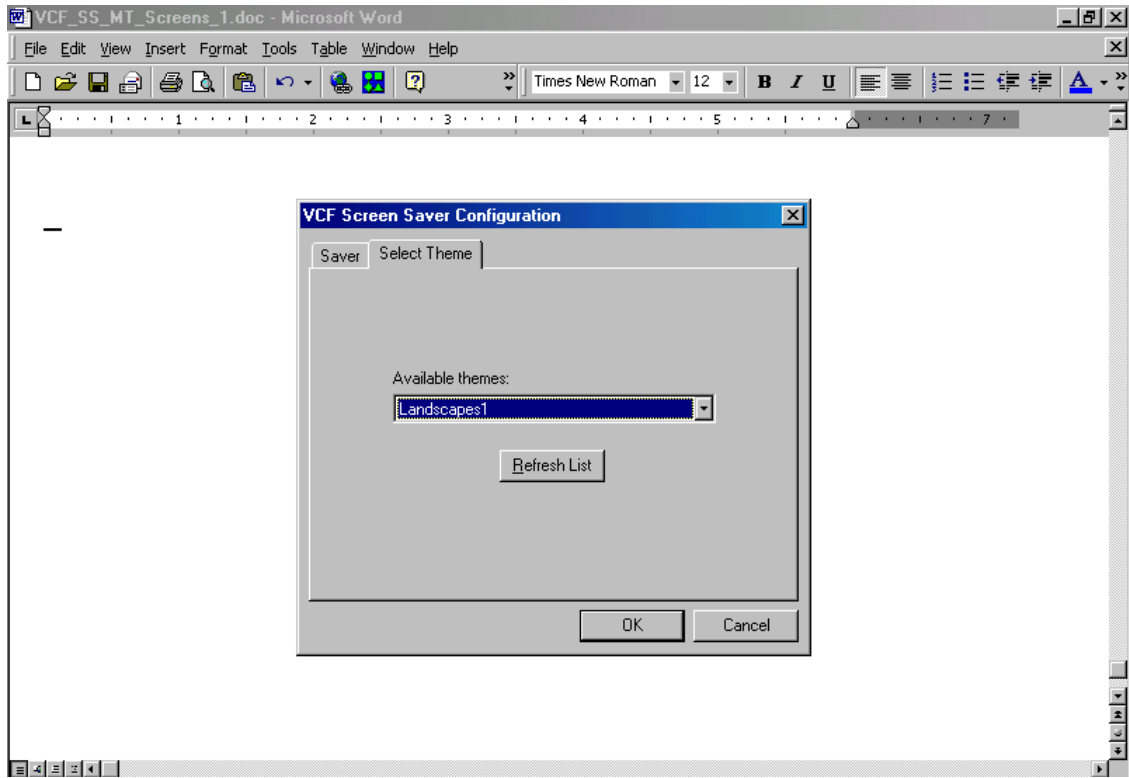 VCF_SS_MT_Screens_1.doc - Microsoft Word
File Edit View Insert Format Tools Table Window Help
Times New Roman 12 B I U A
1 2 3 4 5 7
VCF Screen Saver Configuration
Saver Select Theme
Available themes:
Landscapes1
Refresh List
OK Cancel